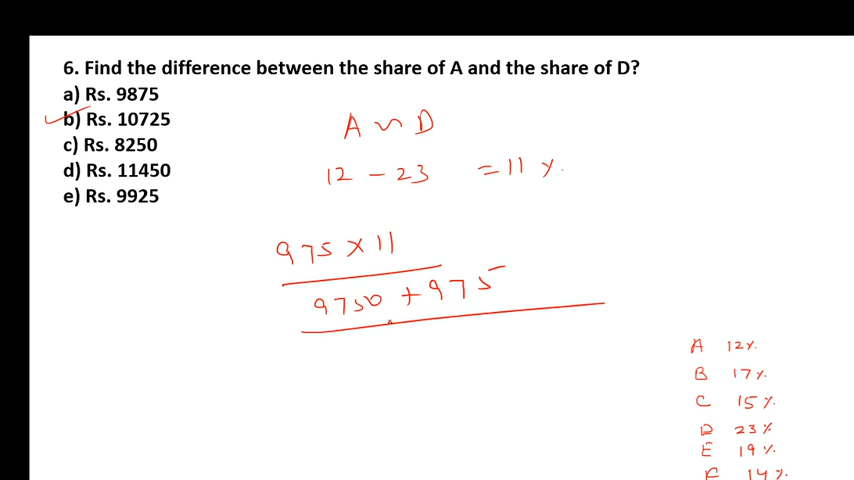 6. Find the difference between the share of A and the share of D?
a) Rs. 9875
b) Rs. 10725
c) Rs. 8250
d) Rs. 11450
e) Rs. 9925
A ~ D
12 - 23 = 11 %
975 × 11
9750 + 975
A 12%
B 17%
C 15%
D 23%
E 19%
F 14%